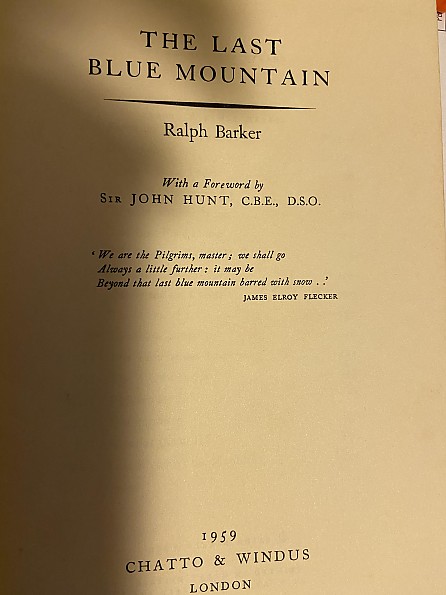 THE LAST
BLUE MOUNTAIN
Ralph Barker
With a Foreword by
SIR JOHN HUNT, C.B.E., D.S.O.
‘We are the Pilgrims, master; we shall go
Always a little further: it may be
Beyond that last blue mountain barred with snow . .’
JAMES ELROY FLECKER
1959
CHATTO & WINDUS
LONDON